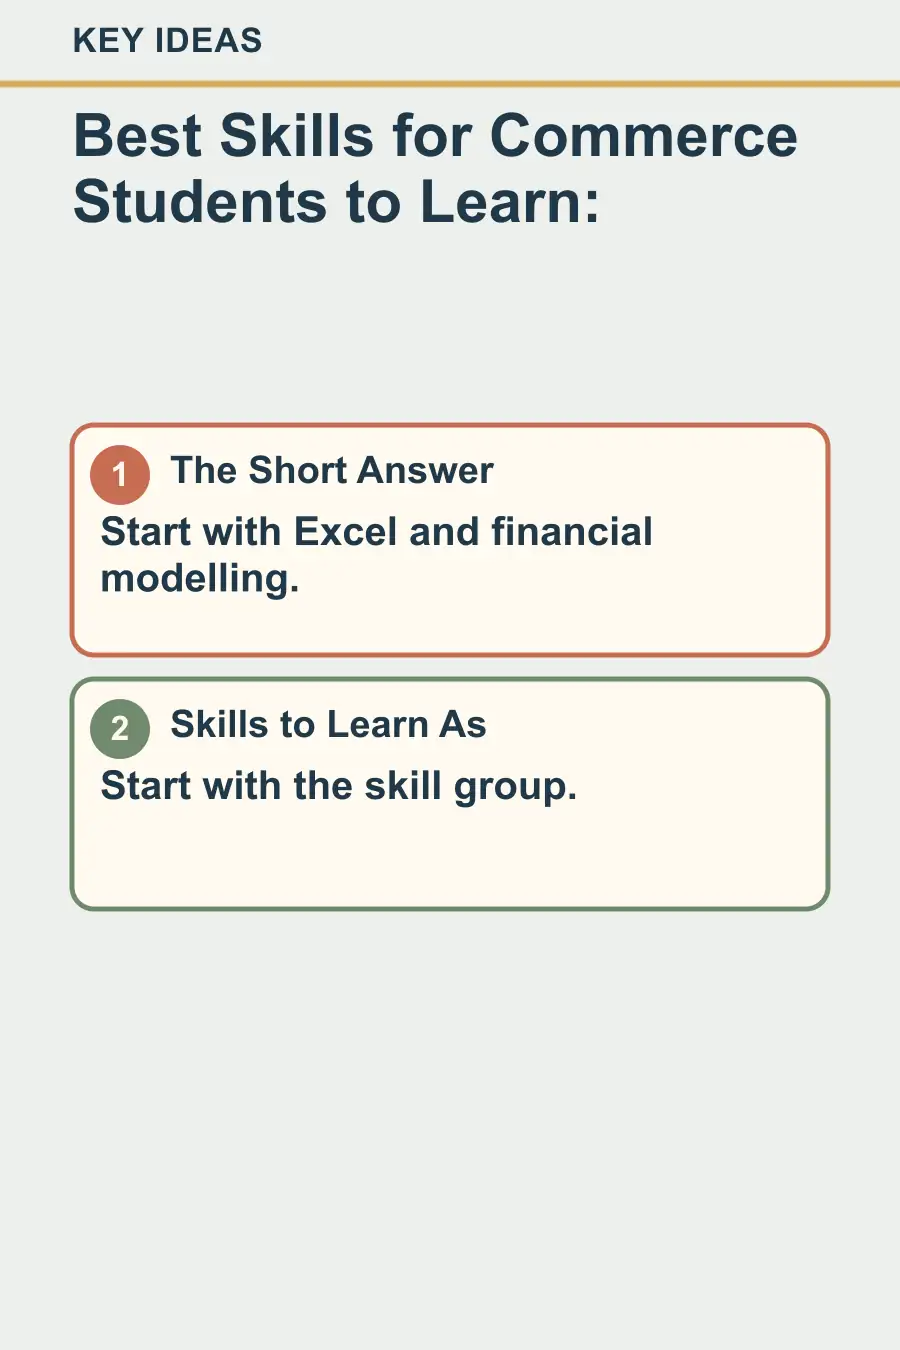 KEY IDEAS
Best Skills for Commerce
Students to Learn:
1 The Short Answer
Start with Excel and financial
modelling.
2 Skills to Learn As
Start with the skill group.